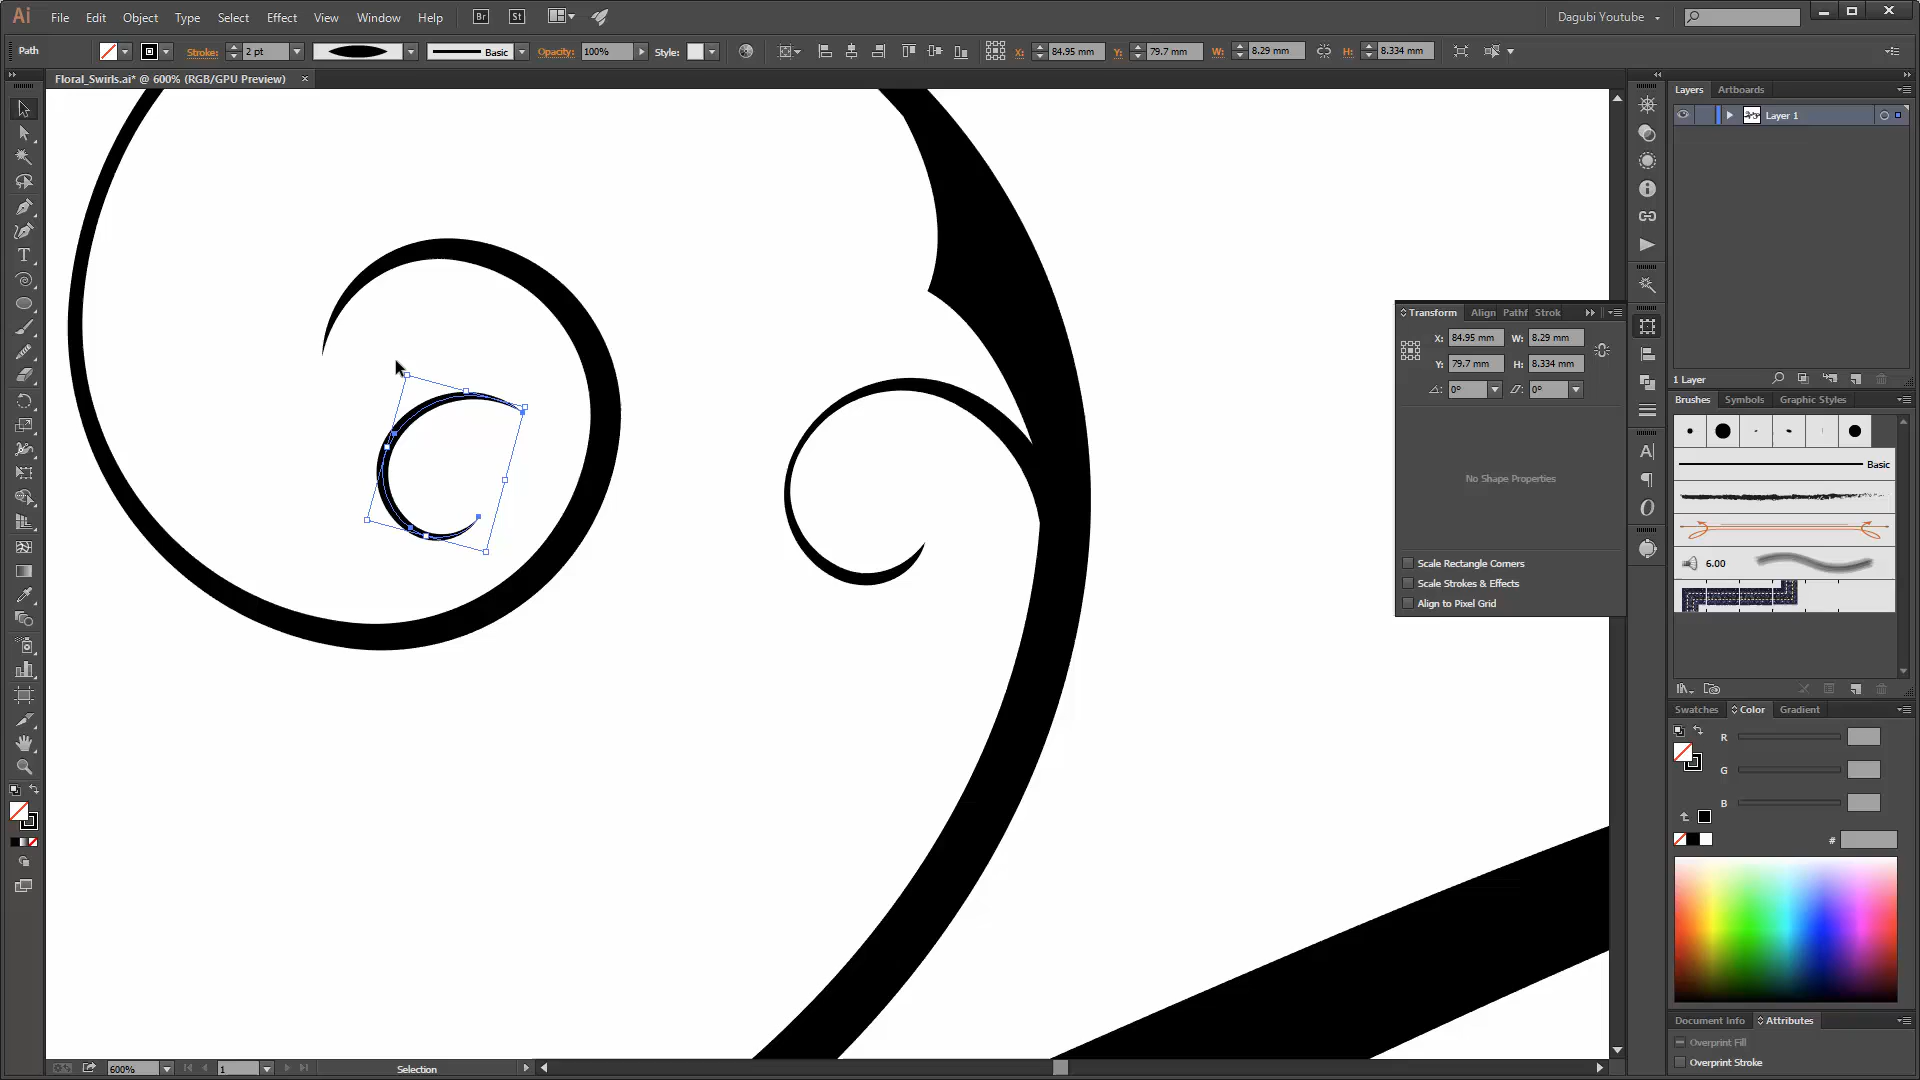 Ai File Edit Object Type Select Effect View Window Help Br St Dagubi Youtube
Path Stroke: 2 pt Basic Opacity: 100% Style: X: 84.95 mm Y: 79.7 mm W: 8.29 mm H: 8.334 mm
Floral_Swirls.ai* @ 600% (RGB/GPU Preview) ×
Layers Artboards
Layer 1
Transform Align Pathf Strok
X: 84.95 mm W: 8.29 mm
Y: 79.7 mm H: 8.334 mm
0° 0°
No Shape Properties
Scale Rectangle Corners
Scale Strokes & Effects
Align to Pixel Grid
1 Layer
Brushes Symbols Graphic Styles
Basic
6.00
Swatches Color Gradient
R
G
B
#
Document Info Attributes
Overprint Fill
Overprint Stroke
600% 1 Selection